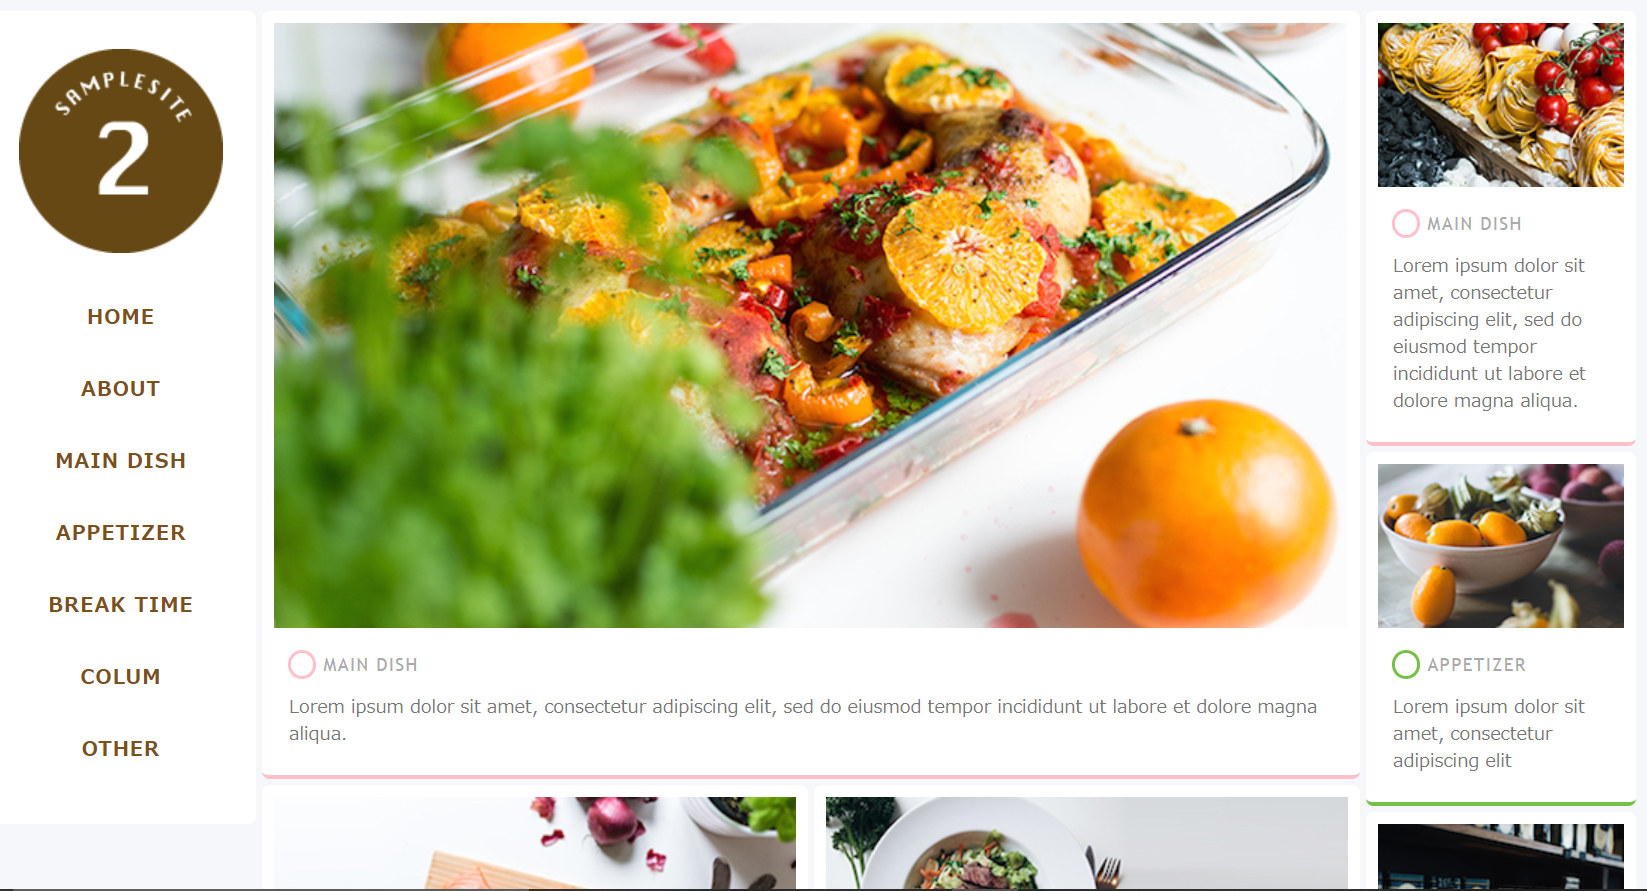 SAMPLESITE
2
HOME
ABOUT
MAIN DISH
APPETIZER
BREAK TIME
COLUM
OTHER
MAIN DISH
Lorem ipsum dolor sit amet, consectetur adipiscing elit, sed do eiusmod tempor incididunt ut labore et dolore magna
aliqua.
MAIN DISH
Lorem ipsum dolor sit
amet, consectetur
adipiscing elit, sed do
eiusmod tempor
incididunt ut labore et
dolore magna aliqua.
APPETIZER
Lorem ipsum dolor sit
amet, consectetur
adipiscing elit